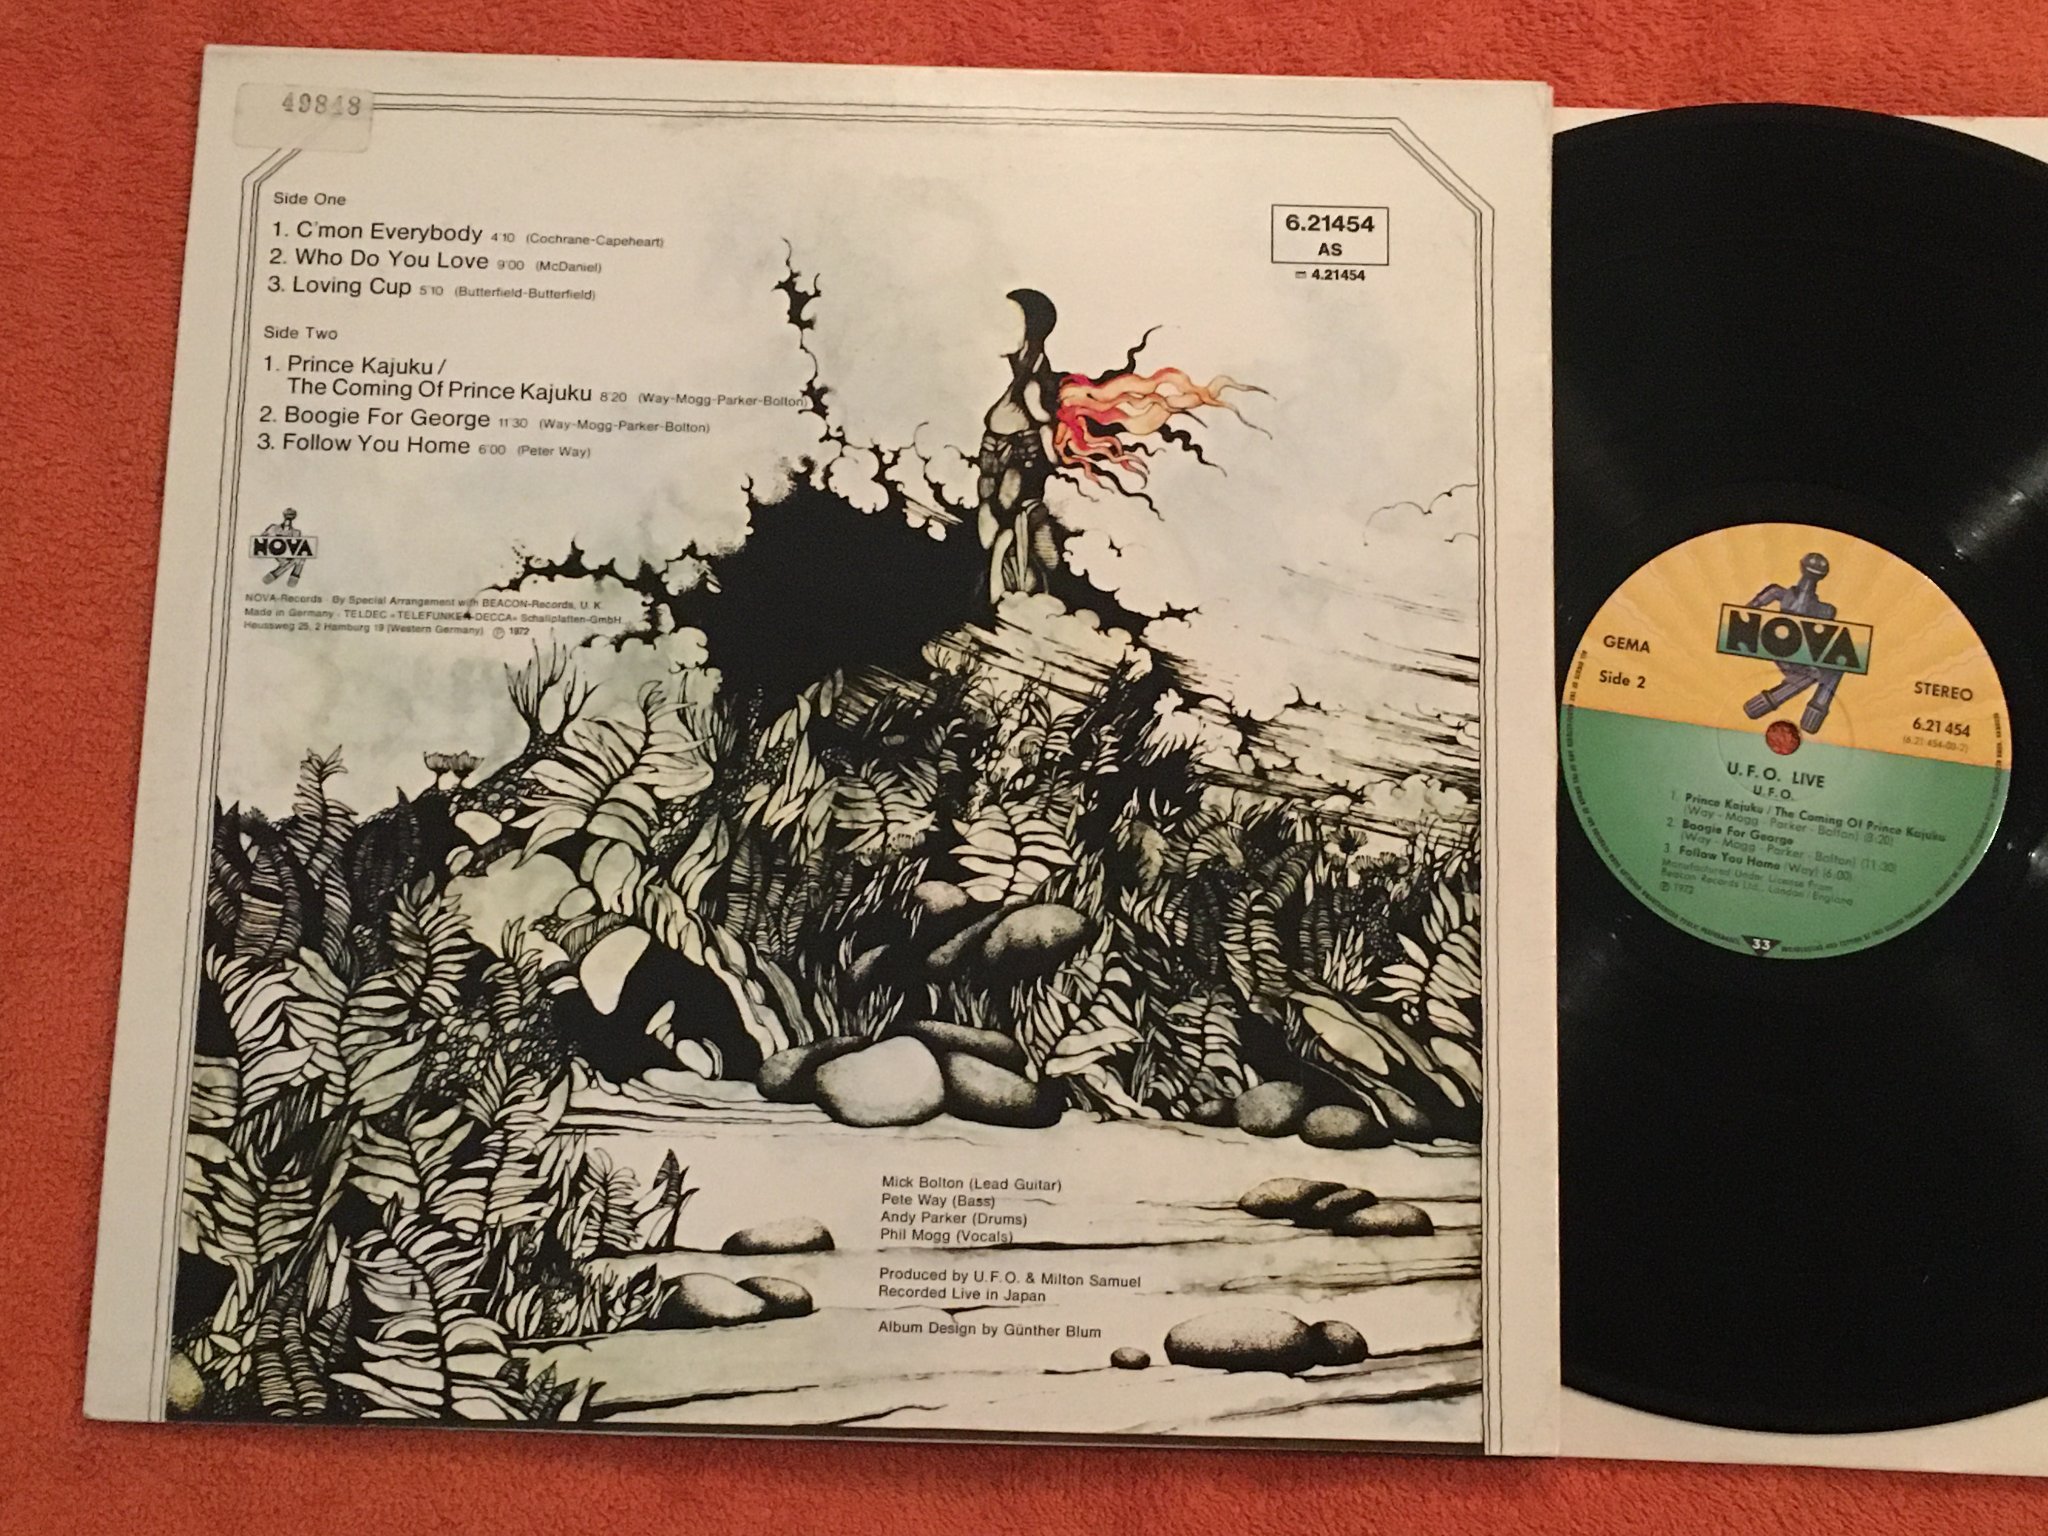 49848
Side One
1. C'mon Everybody 4'10 (Cochrane-Capeheart)
2. Who Do You Love 9'00 (McDaniel)
3. Loving Cup 5'10 (Butterfield-Butterfield)
Side Two
1. Prince Kajuku /
The Coming Of Prince Kajuku 8'20 (Way-Mogg-Parker-Bolton)
2. Boogie For George 11'30 (Way-Mogg-Parker-Bolton)
3. Follow You Home 6'00 (Peter Way)
6.21454
AS
4.21454
NOVA
NOVA-Records · By Special Arrangement with BEACON-Records, U. K.
Made in Germany · TELDEC »TELEFUNKEN-DECCA« Schallplatten-GmbH
Heussweg 25, 2 Hamburg 19 (Western Germany) Ⓟ 1972
Mick Bolton (Lead Guitar)
Pete Way (Bass)
Andy Parker (Drums)
Phil Mogg (Vocals)
Produced by U.F.O. & Milton Samuel
Recorded Live in Japan
Album Design by Günther Blum
NOVA
GEMA
Side 2
STEREO
6.21 454
(6.21 454-00-2)
U. F. O. LIVE
U.F.O.
1. Prince Kajuku / The Coming Of Prince Kajuku
(Way - Mogg - Parker - Bolton) (8:20)
2. Boogie For George
(Way - Mogg - Parker - Bolton) (11:30)
3. Follow You Home (Way) (6:00)
Manufactured Under License From
Beacon Records Ltd., London / England
Ⓟ 1972
33